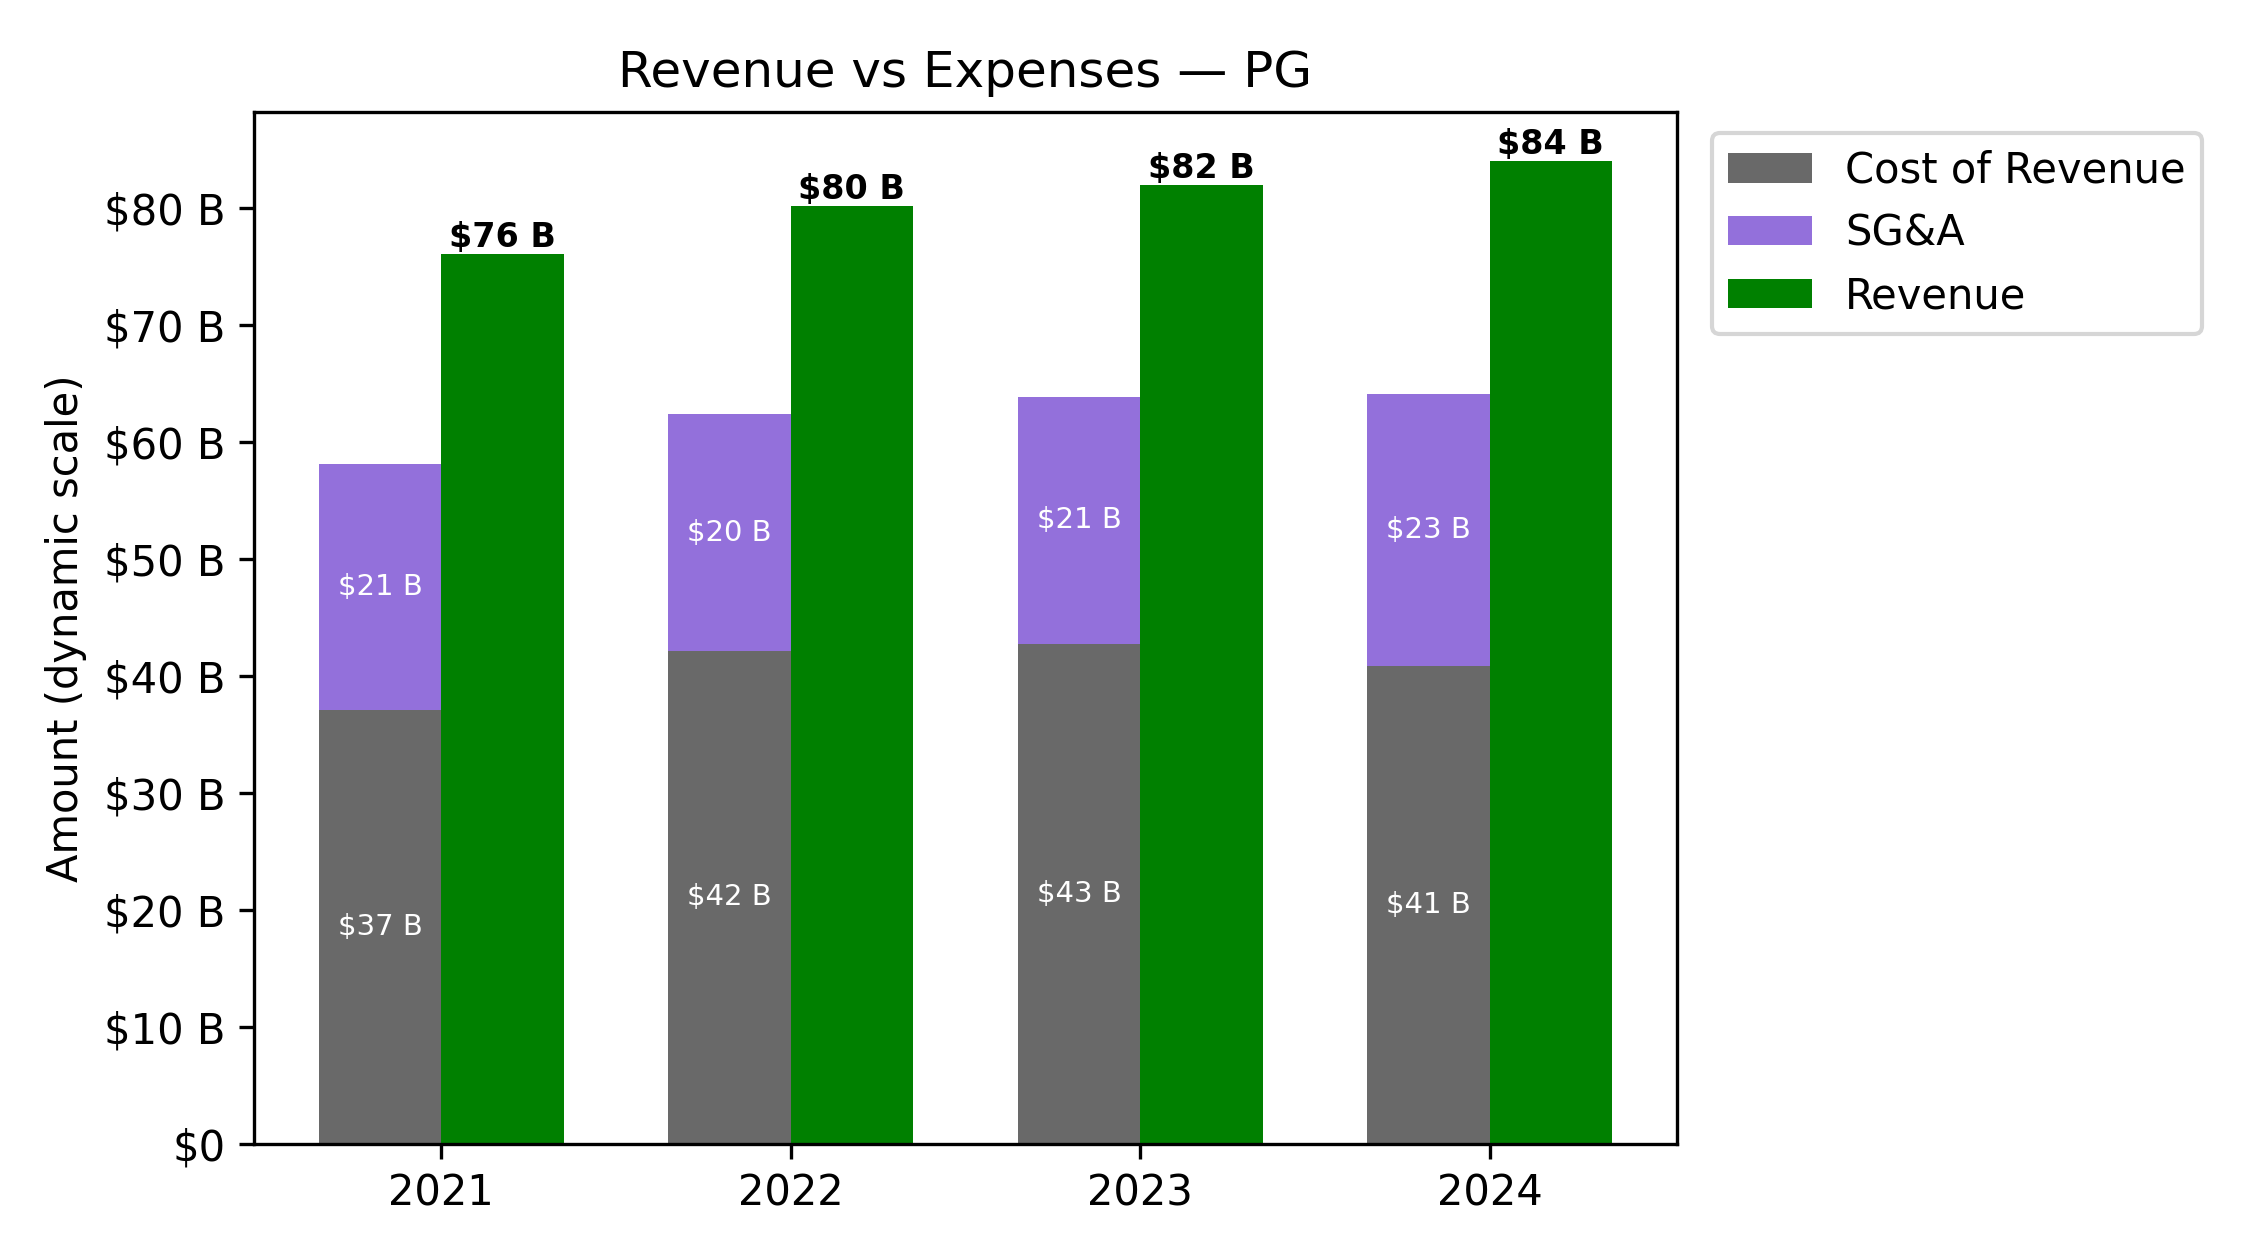 Revenue vs Expenses — PG
Amount (dynamic scale)
$80 B
$70 B
$60 B
$50 B
$40 B
$30 B
$20 B
$10 B
$0
$76 B
$80 B
$82 B
$84 B
$21 B
$20 B
$21 B
$23 B
$37 B
$42 B
$43 B
$41 B
2021
2022
2023
2024
Cost of Revenue
SG&A
Revenue